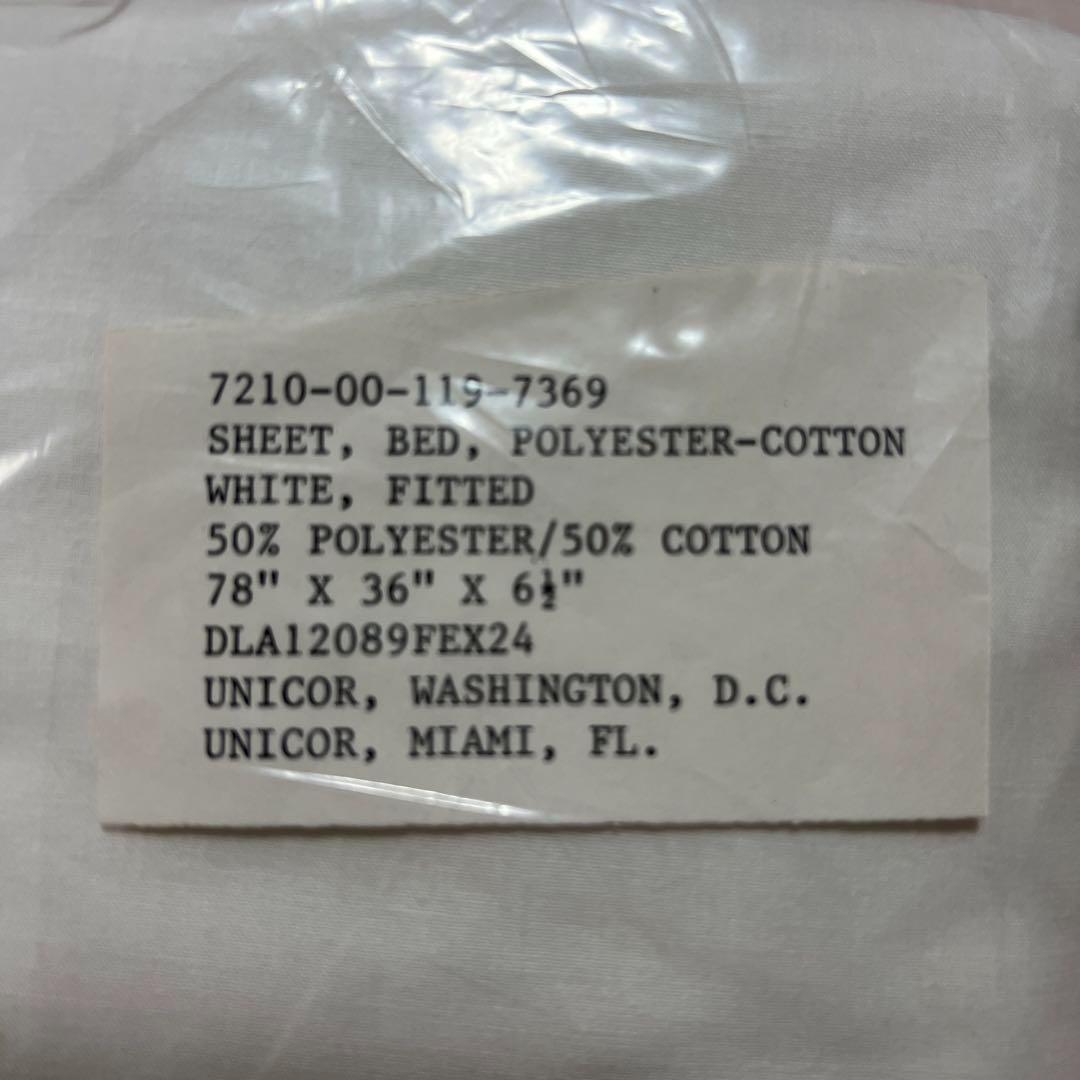 7210-00-119-7369
SHEET, BED, POLYESTER-COTTON
WHITE, FITTED
50% POLYESTER/50% COTTON
78" X 36" X 6½"
DLA12089FEX24
UNICOR, WASHINGTON, D.C.
UNICOR, MIAMI, FL.